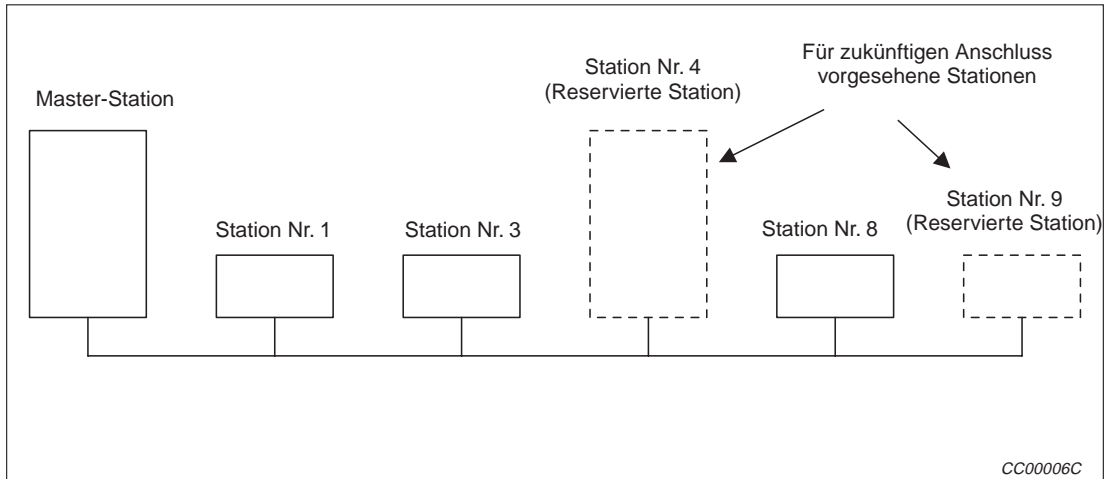 Für zukünftigen Anschluss
vorgesehene Stationen
Station Nr. 4
(Reservierte Station)
Master-Station
Station Nr. 9
(Reservierte Station)
Station Nr. 1
Station Nr. 3
Station Nr. 8
CC00006C